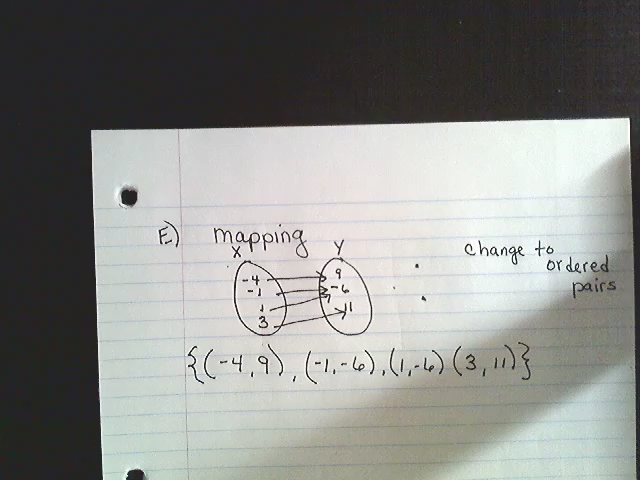 E) mapping
change to
ordered
pairs
X Y
-4 9
-1 -6
1
3 11
{(-4,9), (-1,-6), (1,-6) (3,11)}